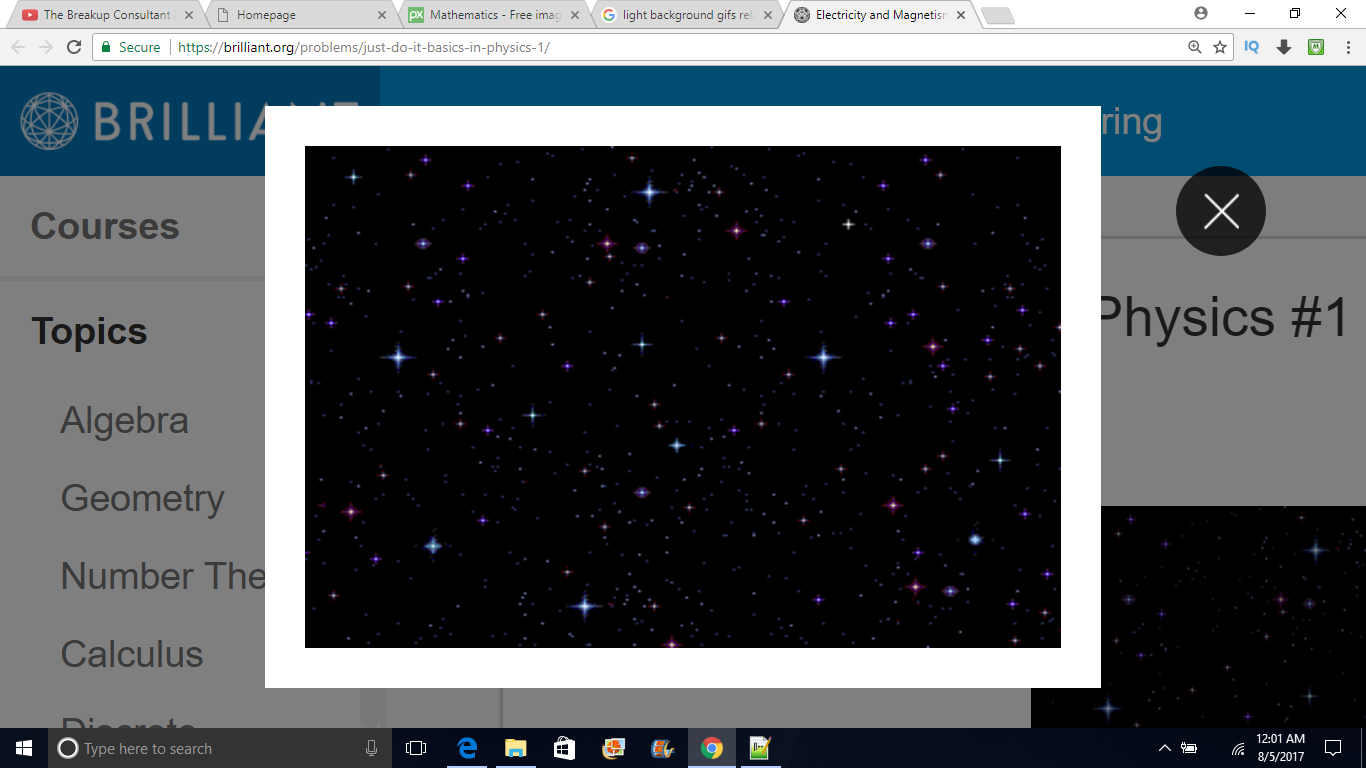 The Breakup Consultant
Homepage
Mathematics - Free imag
light background gifs rel
Electricity and Magnetism
Secure | https://brilliant.org/problems/just-do-it-basics-in-physics-1/
IQ
BRILLIANT
ring
Courses
Physics #1
Topics
Algebra
Geometry
Number The
Calculus
Discrete
Type here to search
12:01 AM
8/5/2017